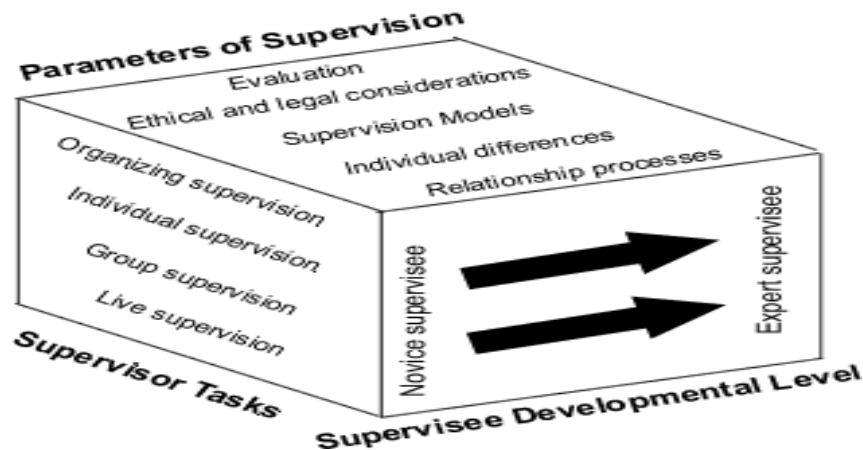 Parameters of Supervision
Evaluation
Ethical and legal considerations
Supervision Models
Individual differences
Relationship processes
Organizing supervision
Individual supervision
Group supervision
Live supervision
Supervisor Tasks
Novice supervisee
Expert supervisee
Supervisee Developmental Level